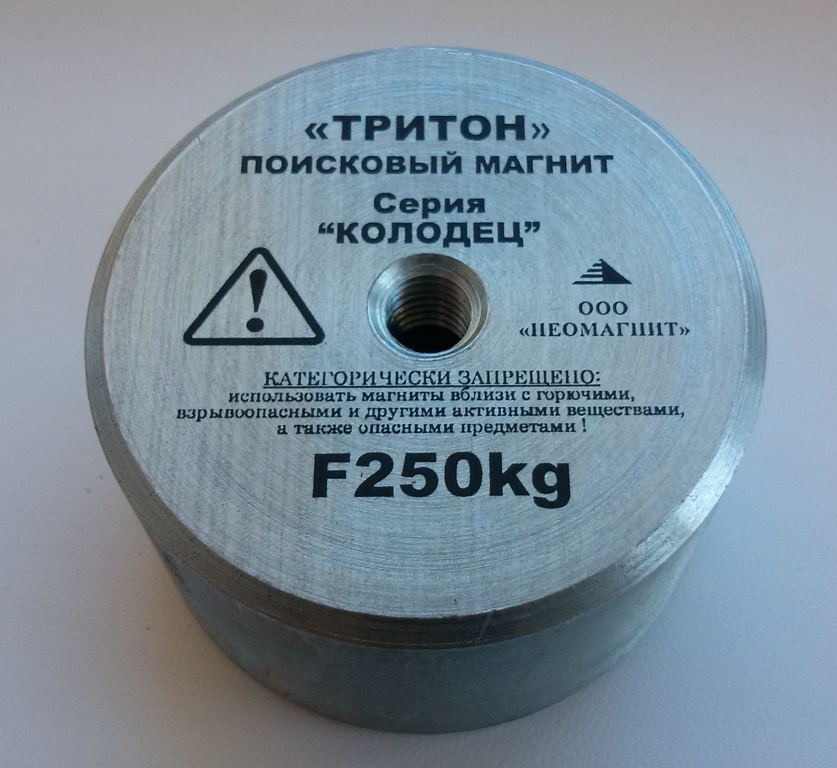 «ТРИТОН»
ПОИСКОВЫЙ МАГНИТ
Серия
“КОЛОДЕЦ”
ООО
«НЕОМАГНИТ»
КАТЕГОРИЧЕСКИ ЗАПРЕЩЕНО:
использовать магниты вблизи с горючими,
взрывоопасными и другими активными веществами,
а также опасными предметами !
F250kg